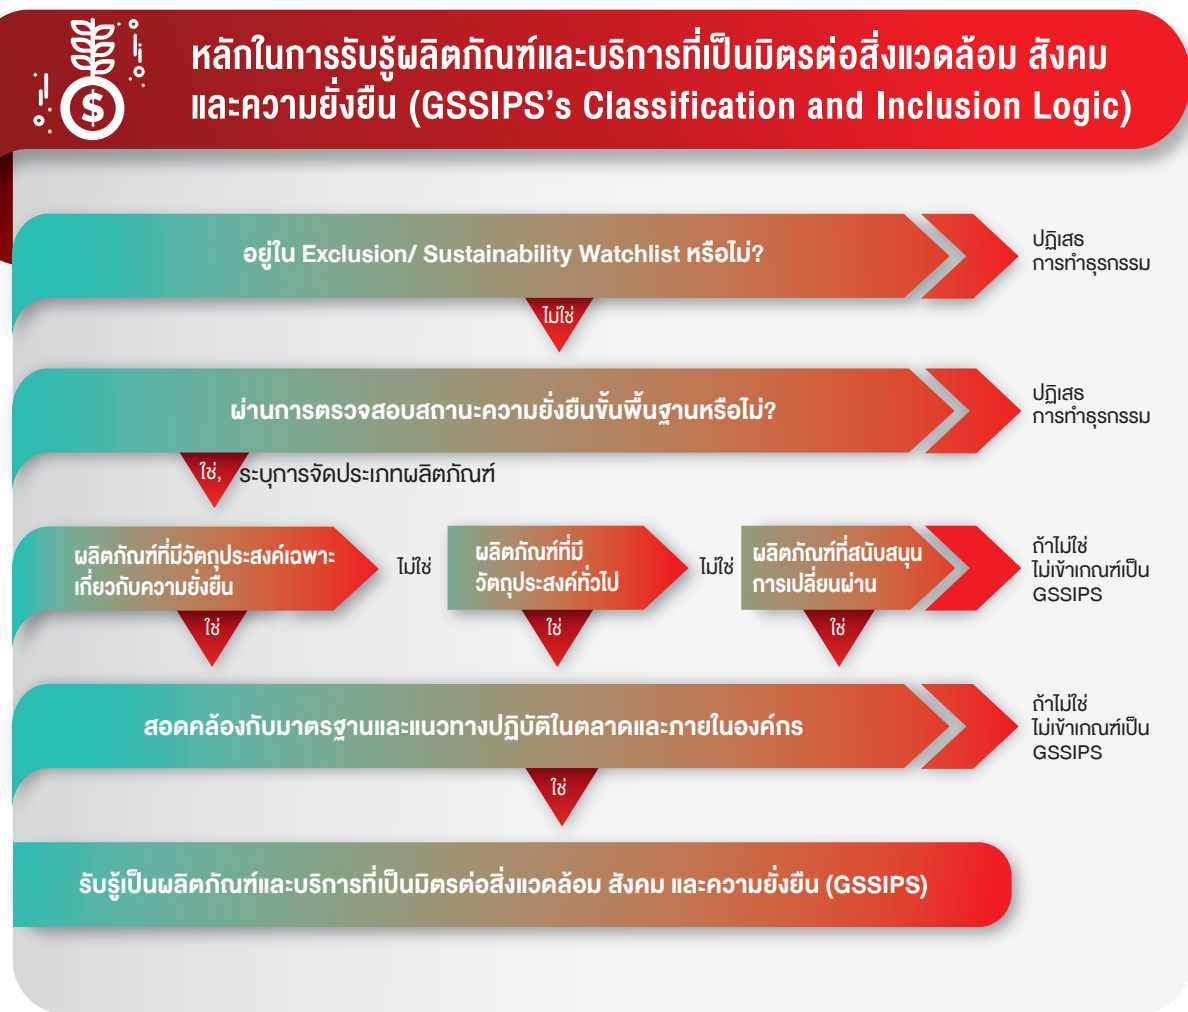 หลักในการรับรู้ผลิตภัณฑ์และบริการที่เป็นมิตรต่อสิ่งแวดล้อม สังคม
และความยั่งยืน (GSSIPS's Classification and Inclusion Logic)
$
อยู่ใน Exclusion/ Sustainability Watchlist หรือไม่?
ปฏิเสธ
การทำธุรกรรม
ไม่ใช่
ผ่านการตรวจสอบสถานะความยั่งยืนขั้นพื้นฐานหรือไม่?
ปฏิเสธ
การทำธุรกรรม
ใช่, ระบุการจัดประเภทผลิตภัณฑ์
ผลิตภัณฑ์ที่มีวัตถุประสงค์เฉพาะ
เกี่ยวกับความยั่งยืน
ไม่ใช่
ผลิตภัณฑ์ที่มี
วัตถุประสงค์ทั่วไป
ไม่ใช่
ผลิตภัณฑ์ที่สนับสนุน
การเปลี่ยนผ่าน
ถ้าไม่ใช่
ไม่เข้าเกณฑ์เป็น
GSSIPS
ใช่
ใช่
ใช่
สอดคล้องกับมาตรฐานและแนวทางปฏิบัติในตลาดและภายในองค์กร
ถ้าไม่ใช่
ไม่เข้าเกณฑ์เป็น
GSSIPS
ใช่
รับรู้เป็นผลิตภัณฑ์และบริการที่เป็นมิตรต่อสิ่งแวดล้อม สังคม และความยั่งยืน (GSSIPS)